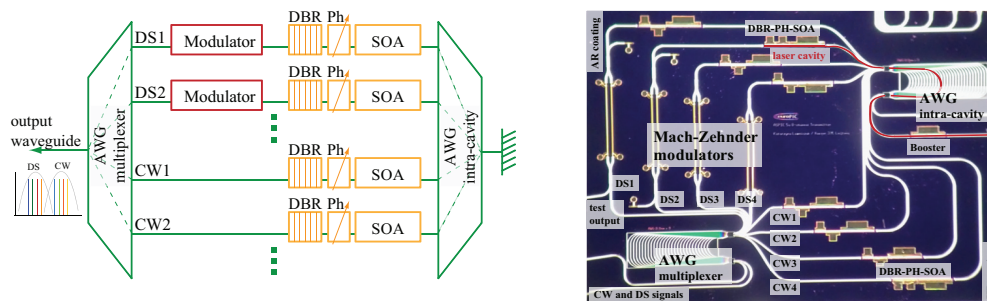 DS1
Modulator
DBR Ph
SOA
DS2
Modulator
DBR Ph
SOA
output
waveguide
AWG
multiplexer
AWG
intra-cavity
DS CW
CW1
DBR Ph
SOA
CW2
DBR Ph
SOA
AR coating
DBR-PH-SOA
laser cavity
AWG
intra-cavity
Mach-Zehnder
modulators
Booster
DS1
DS2
DS3
DS4
test
output
CW1
CW2
CW3
CW4
AWG
multiplexer
DBR-PH-SOA
CW and DS signals